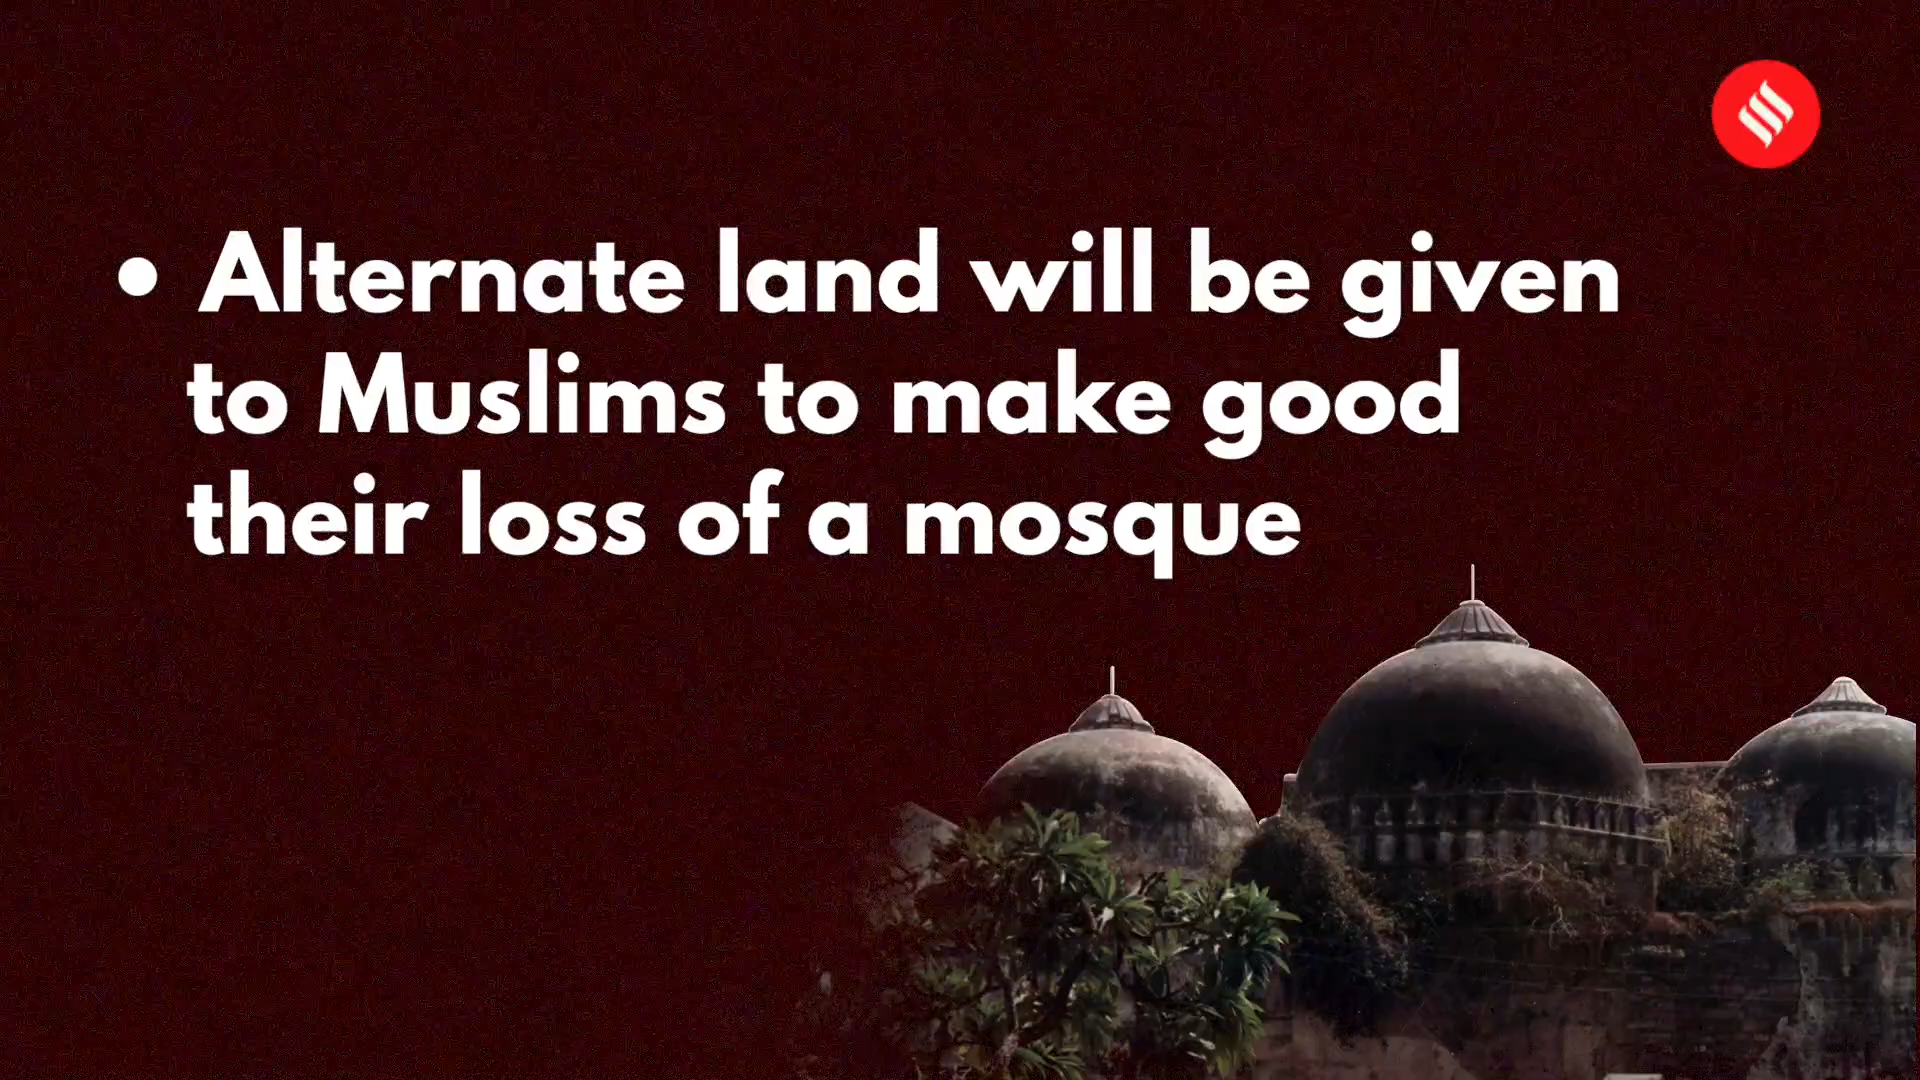 • Alternate land will be given
to Muslims to make good
their loss of a mosque